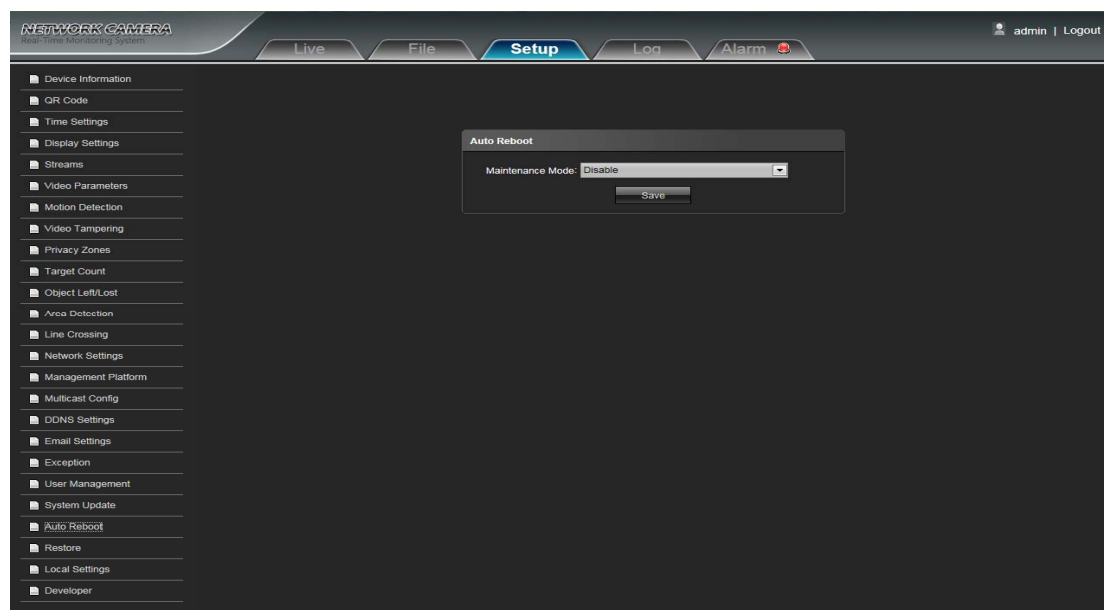 NETWORK CAMERA
Real-Time Monitoring System
admin | Logout
Live File Setup Log Alarm
Device Information
QR Code
Time Settings
Display Settings
Streams
Video Parameters
Motion Detection
Video Tampering
Privacy Zones
Target Count
Object Left/Lost
Area Detection
Line Crossing
Network Settings
Management Platform
Multicast Config
DDNS Settings
Email Settings
Exception
User Management
System Update
Auto Reboot
Restore
Local Settings
Developer
Auto Reboot
Maintenance Mode: Disable
Save